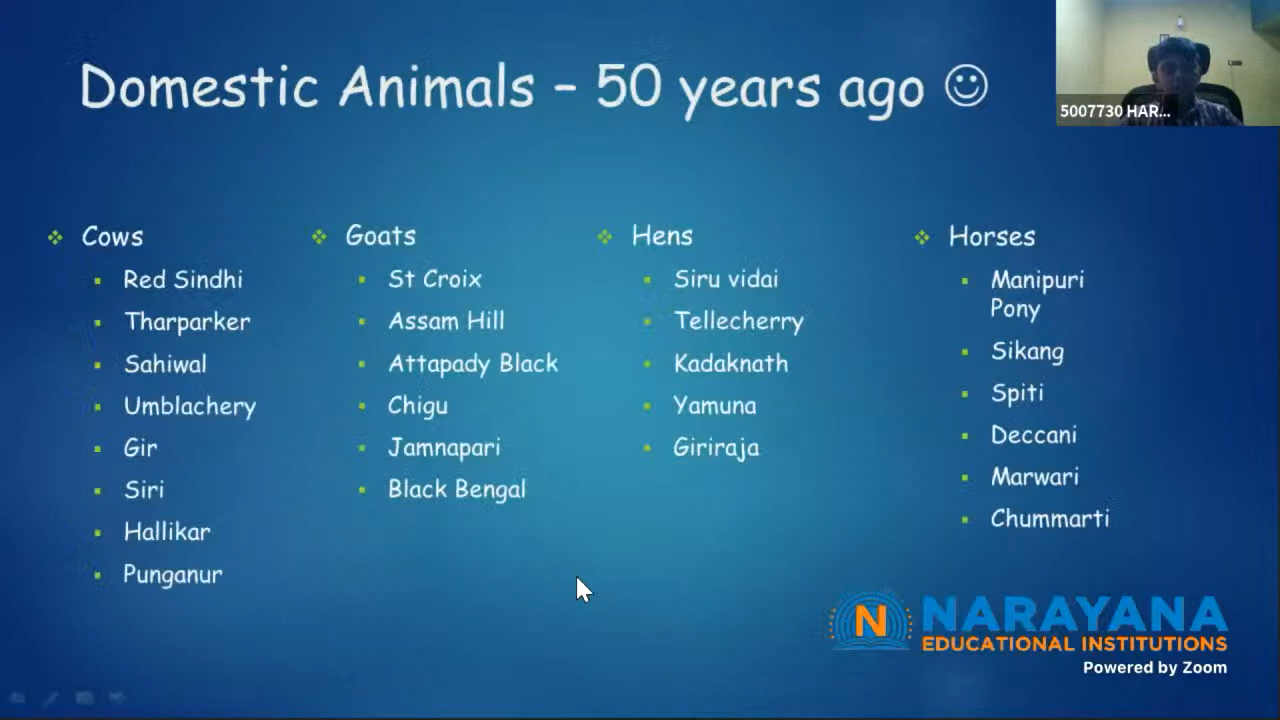 Domestic Animals – 50 years ago ☺
5007730 HAR...
Cows
Red Sindhi
Tharparker
Sahiwal
Umblachery
Gir
Siri
Hallikar
Punganur
Goats
St Croix
Assam Hill
Attapady Black
Chigu
Jamnapari
Black Bengal
Hens
Siru vidai
Tellecherry
Kadaknath
Yamuna
Giriraja
Horses
Manipuri
Pony
Sikang
Spiti
Deccani
Marwari
Chummarti
N NARAYANA
EDUCATIONAL INSTITUTIONS
Powered by Zoom